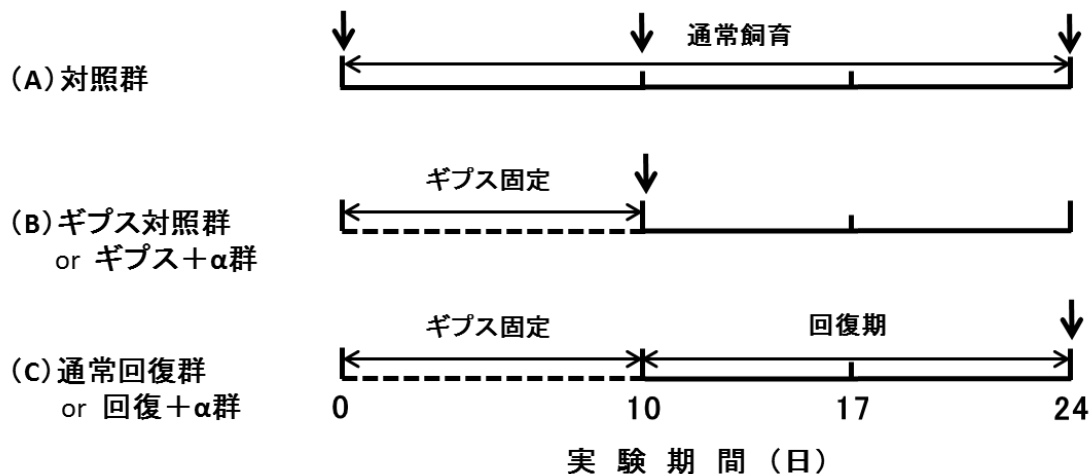 通常飼育
(A)対照群
ギプス固定
(B)ギプス対照群
or ギプス+α群
ギプス固定
回復期
(C)通常回復群
or 回復+α群
0 10 17 24
実験期間(日)